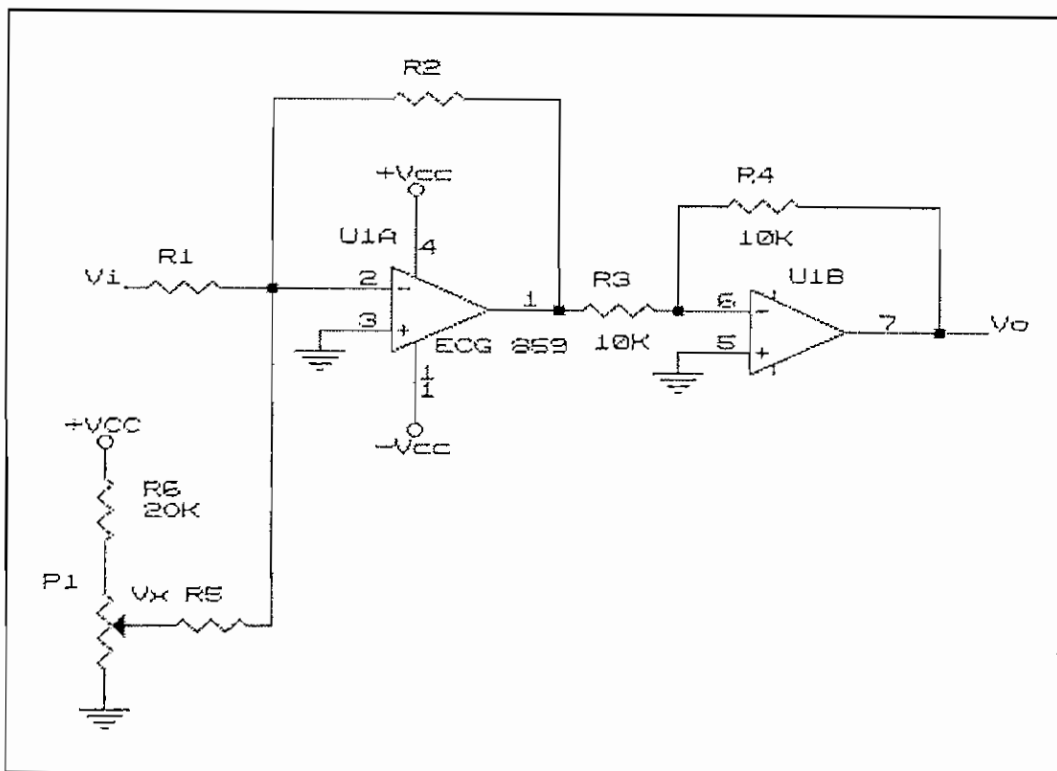 R2
+Vcc
R4
U1A
4
10K
R1
R3
U1B
Vi
2
-
1
6
-
3
+
7
Vo
ECG 859
10K
5
+
1
1
+VCC
-Vcc
R6
20K
P1
Vx R5